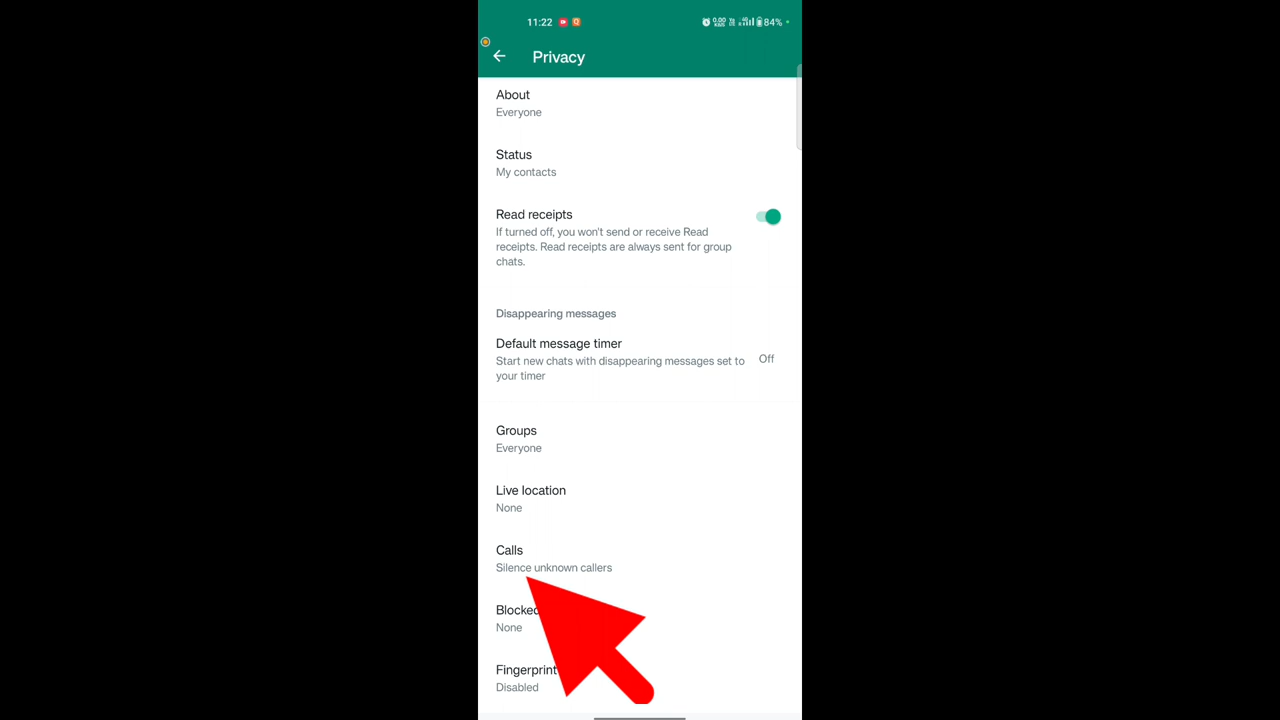 11:22
84%
Privacy
About
Everyone
Status
My contacts
Read receipts
If turned off, you won't send or receive Read
receipts. Read receipts are always sent for group
chats.
Disappearing messages
Default message timer
Start new chats with disappearing messages set to
your timer
Off
Groups
Everyone
Live location
None
Calls
Silence unknown callers
Blocked
None
Fingerprint
Disabled